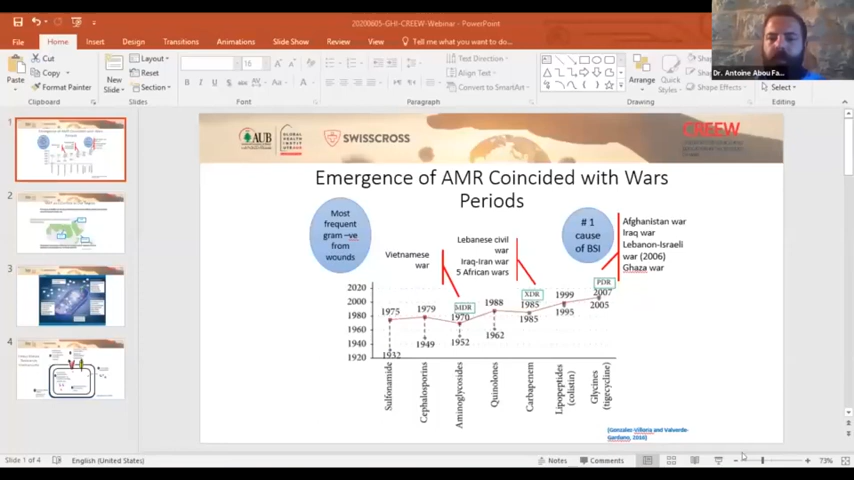 20200605-GHI-CREEW-Webinar - PowerPoint
File Home Insert Design Transitions Animations Slide Show Review View Tell me what you want to do...
Dr. Antoine Abou Fa...
Paste
Cut
Copy
Format Painter
Clipboard
New Slide
Layout
Reset
Section
Slides
18
Font
Paragraph
Text Direction
Align Text
Convert to SmartArt
Arrange
Quick Styles
Shape Effects
Drawing
Select
Editing
1
2
3
4
AUB
GLOBAL HEALTH INSTITUTE
SWISSCROSS
CREEW
Emergence of AMR Coincided with Wars
Periods
Most
frequent
gram –ve
from
wounds
Vietnamese
war
Lebanese civil
war
Iraq-Iran war
5 African wars
# 1
cause
of BSI
Afghanistan war
Iraq war
Lebanon-Israeli
war (2006)
Ghaza war
2020
2000
1980
1960
1940
1920
1975
1932
1979
1949
MDR
1970
1952
1988
1962
XDR
1985
1985
1999
1995
PDR
2007
2005
Sulfonamide
Cephalosporins
Aminoglycosides
Quinolones
Carbapenem
Lipopeptides
(colistin)
Glycines
(tigecycline)
(Gonzalez-Villoria and Valverde-
Garduno, 2016)
Slide 1 of 4 English (United States) Notes Comments 73%